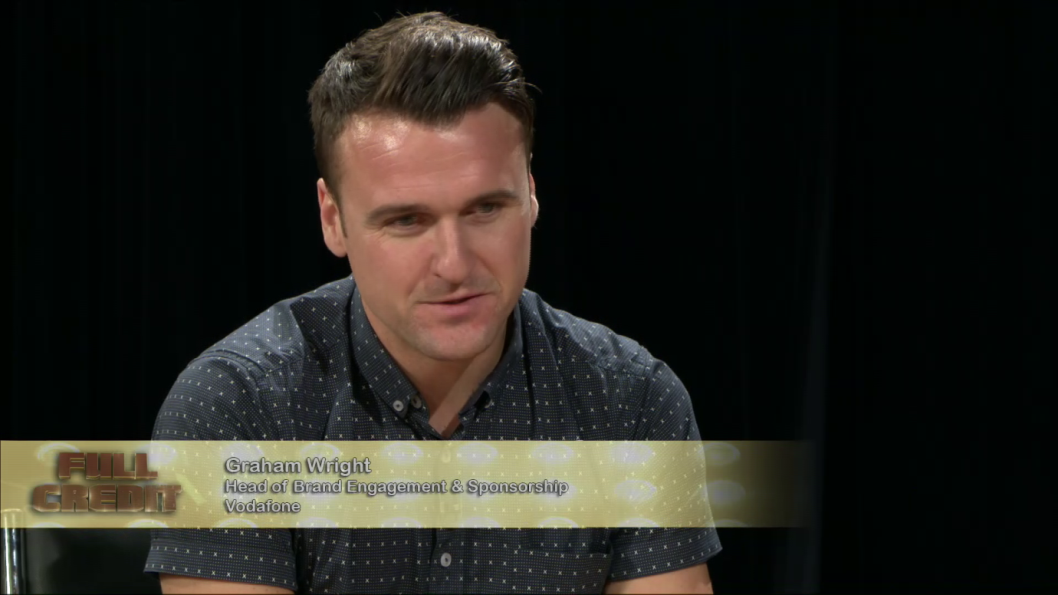 FULL
CREDIT
Graham Wright
Head of Brand Engagement & Sponsorship
Vodafone